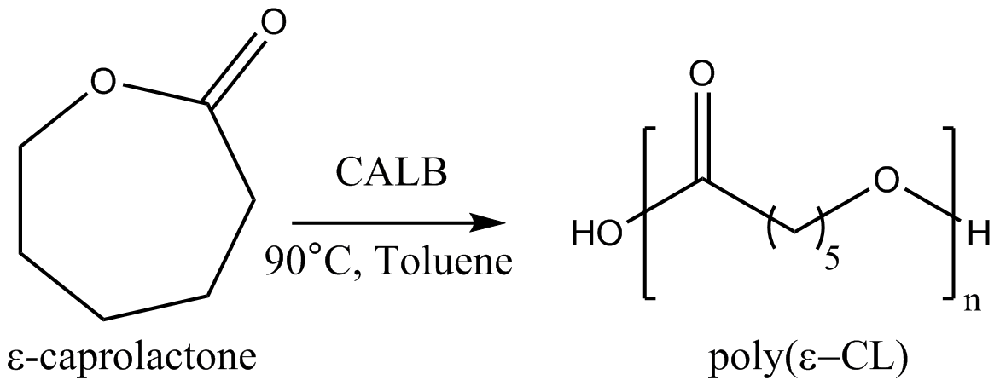 O
O
CALB
90°C, Toluene
ε-caprolactone
O
O
HO
H
5
n
poly(ε–CL)